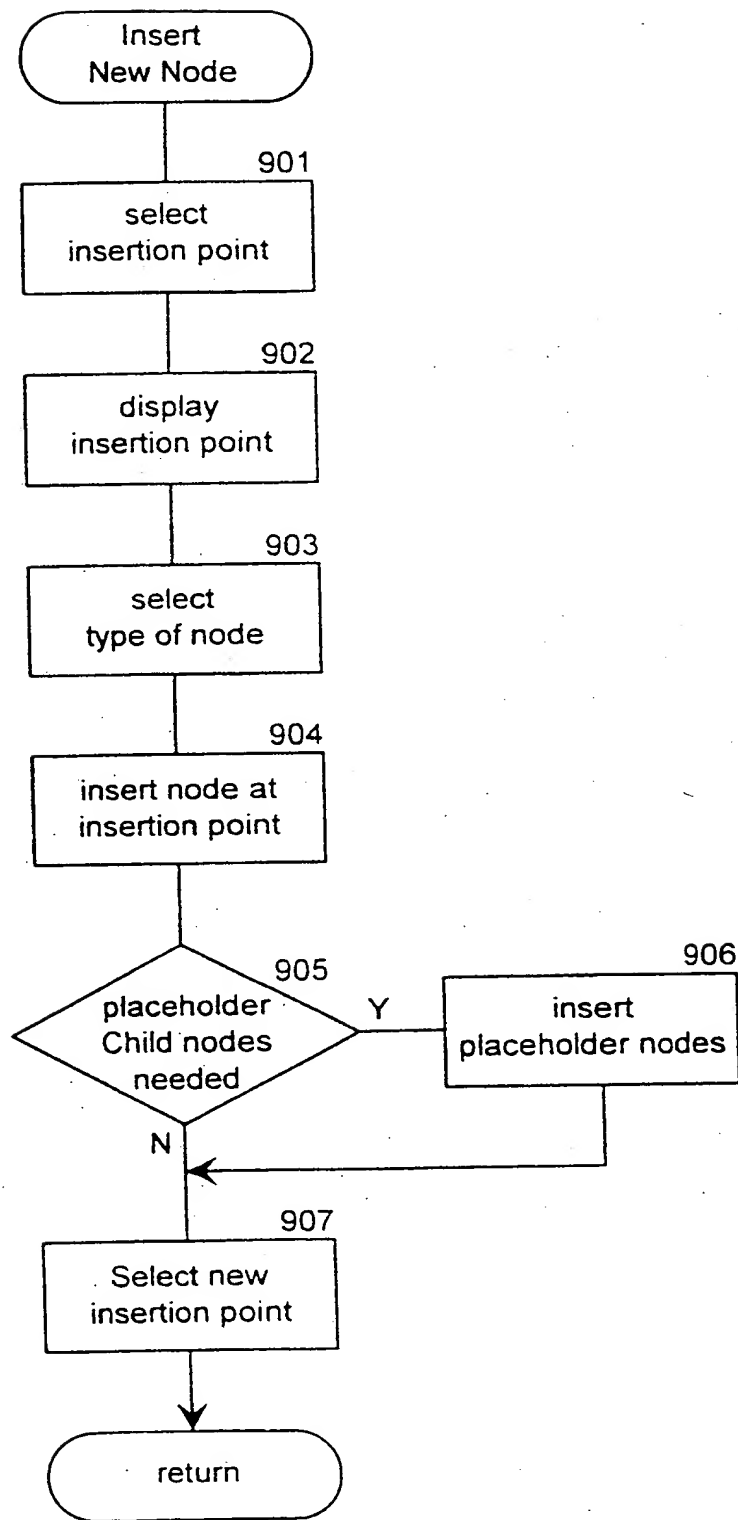 Insert
New Node
901
select
insertion point
902
display
insertion point
903
select
type of node
904
insert node at
insertion point
905
placeholder
Child nodes
needed
Y
906
insert
placeholder nodes
N
907
Select new
insertion point
return